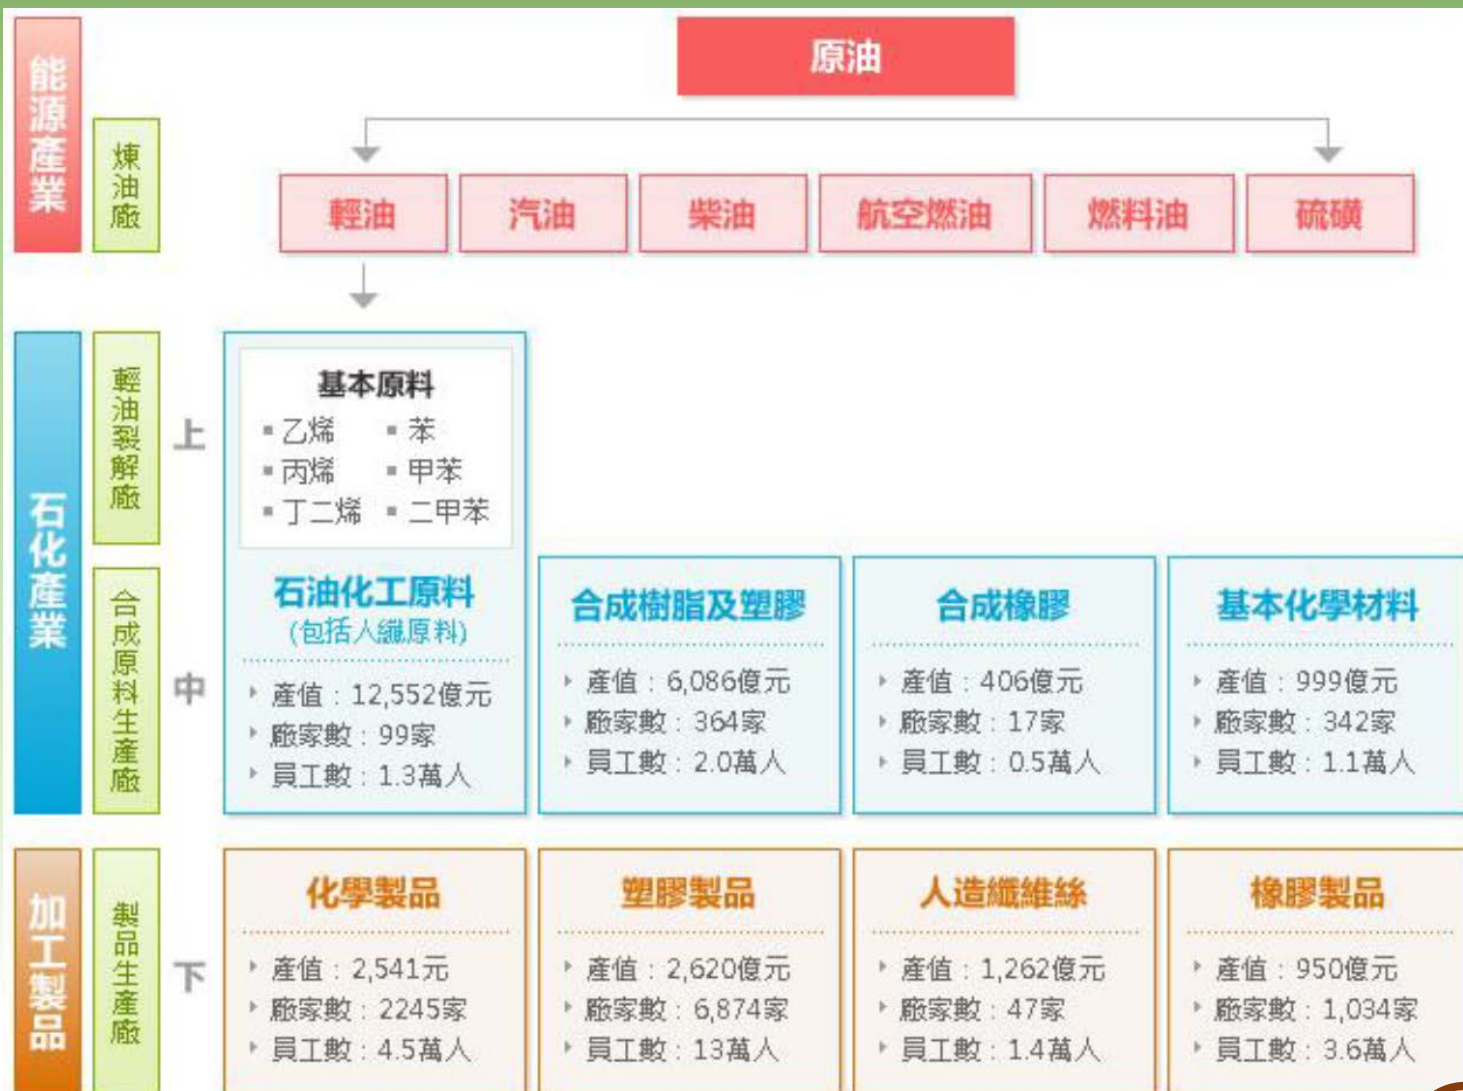 能源產業
煉油廠
原油
輕油
汽油
柴油
航空燃油
燃料油
硫磺
石化產業
輕油裂解廠
上
基本原料
▪ 乙烯 ▪ 苯
▪ 丙烯 ▪ 甲苯
▪ 丁二烯 ▪ 二甲苯
合成原料生產廠
中
石油化工原料
(包括人纖原料)
產值：12,552億元
廠家數：99家
員工數：1.3萬人
合成樹脂及塑膠
產值：6,086億元
廠家數：364家
員工數：2.0萬人
合成橡膠
產值：406億元
廠家數：17家
員工數：0.5萬人
基本化學材料
產值：999億元
廠家數：342家
員工數：1.1萬人
加工製品
製品生產廠
下
化學製品
產值：2,541元
廠家數：2245家
員工數：4.5萬人
塑膠製品
產值：2,620億元
廠家數：6,874家
員工數：13萬人
人造纖維絲
產值：1,262億元
廠家數：47家
員工數：1.4萬人
橡膠製品
產值：950億元
廠家數：1,034家
員工數：3.6萬人